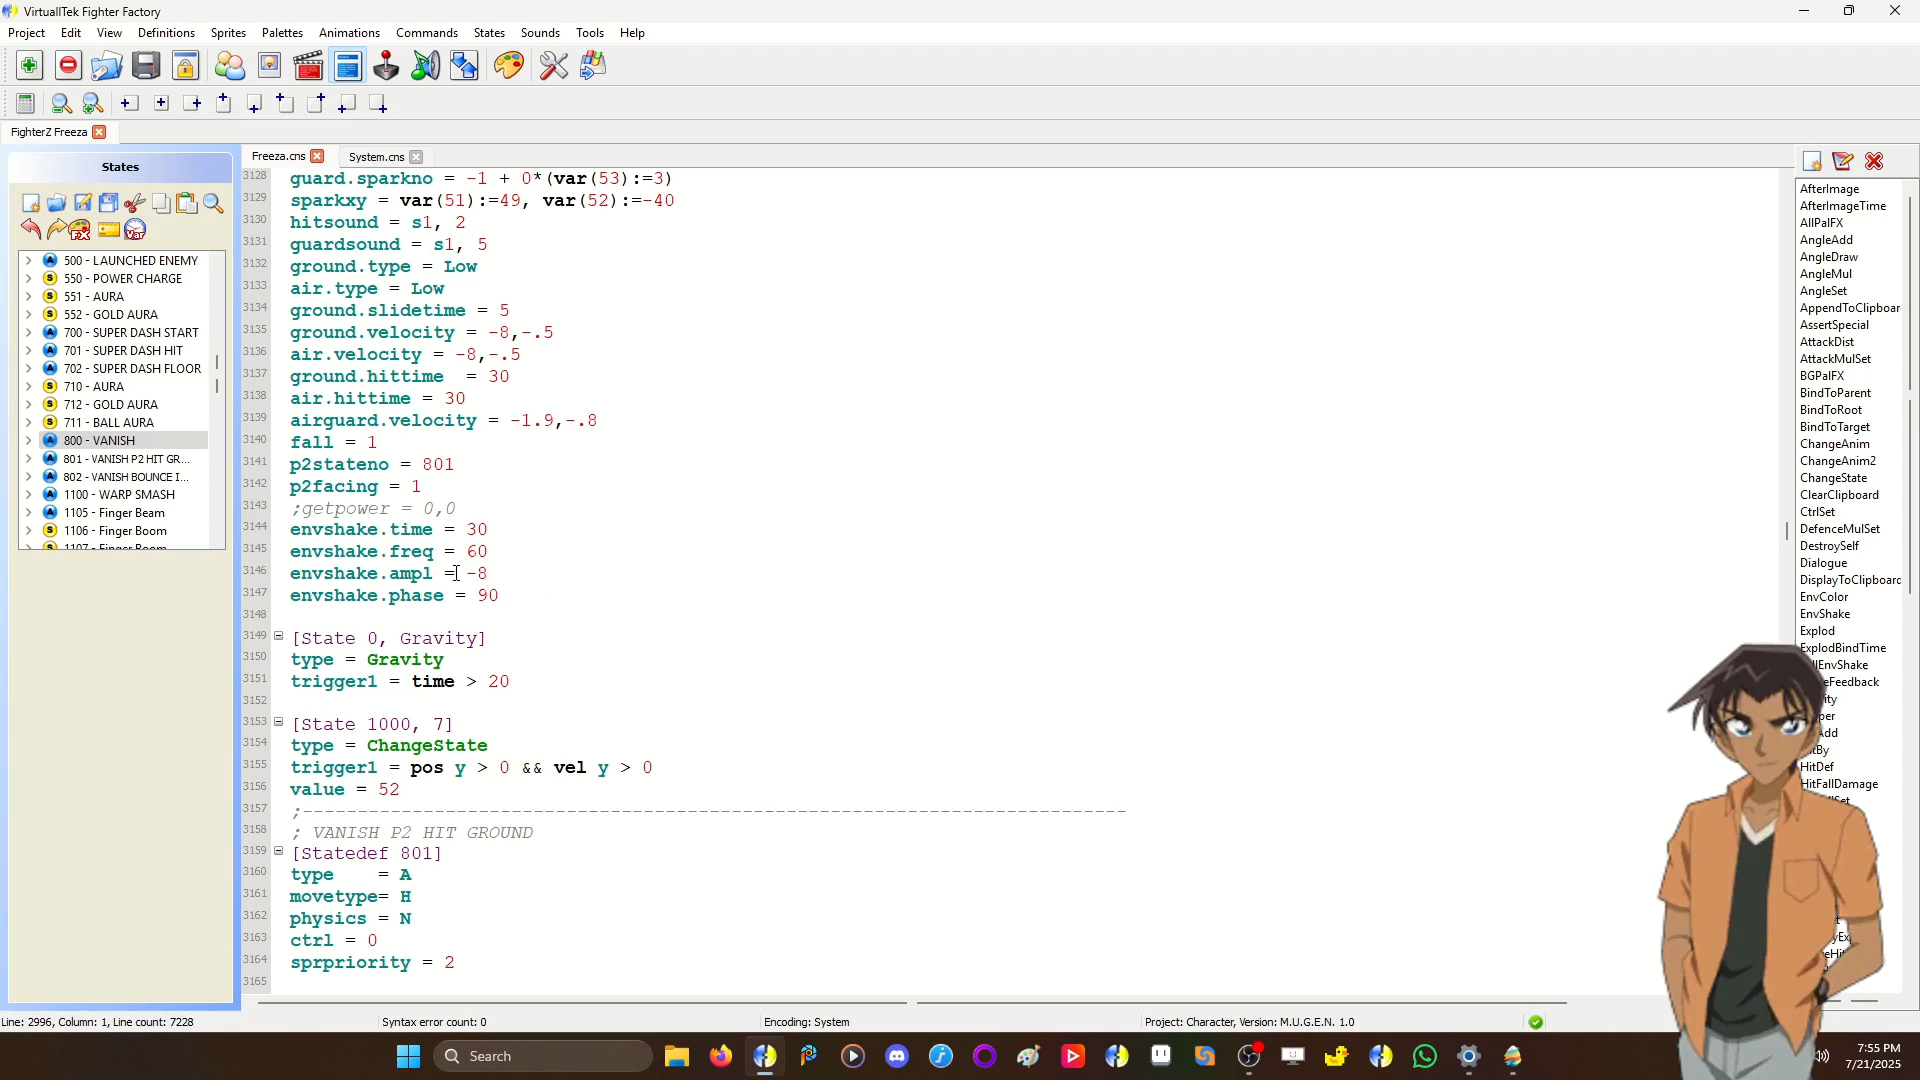 VirtuallTek Fighter Factory
Project Edit View Definitions Sprites Palettes Animations Commands States Sounds Tools Help
FighterZ Freeza
States
500 - LAUNCHED ENEMY
550 - POWER CHARGE
551 - AURA
552 - GOLD AURA
700 - SUPER DASH START
701 - SUPER DASH HIT
702 - SUPER DASH FLOOR
710 - AURA
712 - GOLD AURA
711 - BALL AURA
800 - VANISH
801 - VANISH P2 HIT GR...
802 - VANISH BOUNCE I...
1100 - WARP SMASH
1105 - Finger Beam
1106 - Finger Boom
1107 - Finger Boom
Freeza.cns System.cns
3128 guard.sparkno = -1 + 0*(var(53):=3)
3129 sparkxy = var(51):=49, var(52):=-40
3130 hitsound = s1, 2
3131 guardsound = s1, 5
3132 ground.type = Low
3133 air.type = Low
3134 ground.slidetime = 5
3135 ground.velocity = -8,-.5
3136 air.velocity = -8,-.5
3137 ground.hittime  = 30
3138 air.hittime = 30
3139 airguard.velocity = -1.9,-.8
3140 fall = 1
3141 p2stateno = 801
3142 p2facing = 1
3143 ;getpower = 0,0
3144 envshake.time = 30
3145 envshake.freq = 60
3146 envshake.ampl = -8
3147 envshake.phase = 90
3148
3149 [State 0, Gravity]
3150 type = Gravity
3151 trigger1 = time > 20
3152
3153 [State 1000, 7]
3154 type = ChangeState
3155 trigger1 = pos y > 0 && vel y > 0
3156 value = 52
3157 ;---------------------------------------------------------------------------
3158 ; VANISH P2 HIT GROUND
3159 [Statedef 801]
3160 type    = A
3161 movetype= H
3162 physics = N
3163 ctrl = 0
3164 sprpriority = 2
3165
AfterImage
AfterImageTime
AllPalFX
AngleAdd
AngleDraw
AngleMul
AngleSet
AppendToClipboar
AssertSpecial
AttackDist
AttackMulSet
BGPalFX
BindToParent
BindToRoot
BindToTarget
ChangeAnim
ChangeAnim2
ChangeState
ClearClipboard
CtrlSet
DefenceMulSet
DestroySelf
Dialogue
DisplayToClipboard
EnvColor
EnvShake
Explod
ExplodBindTime
HitDef
HitFallDamage
Line: 2996, Column: 1, Line count: 7228
Syntax error count: 0
Encoding: System
Project: Character, Version: M.U.G.E.N. 1.0
Search
7:55 PM
7/21/2025